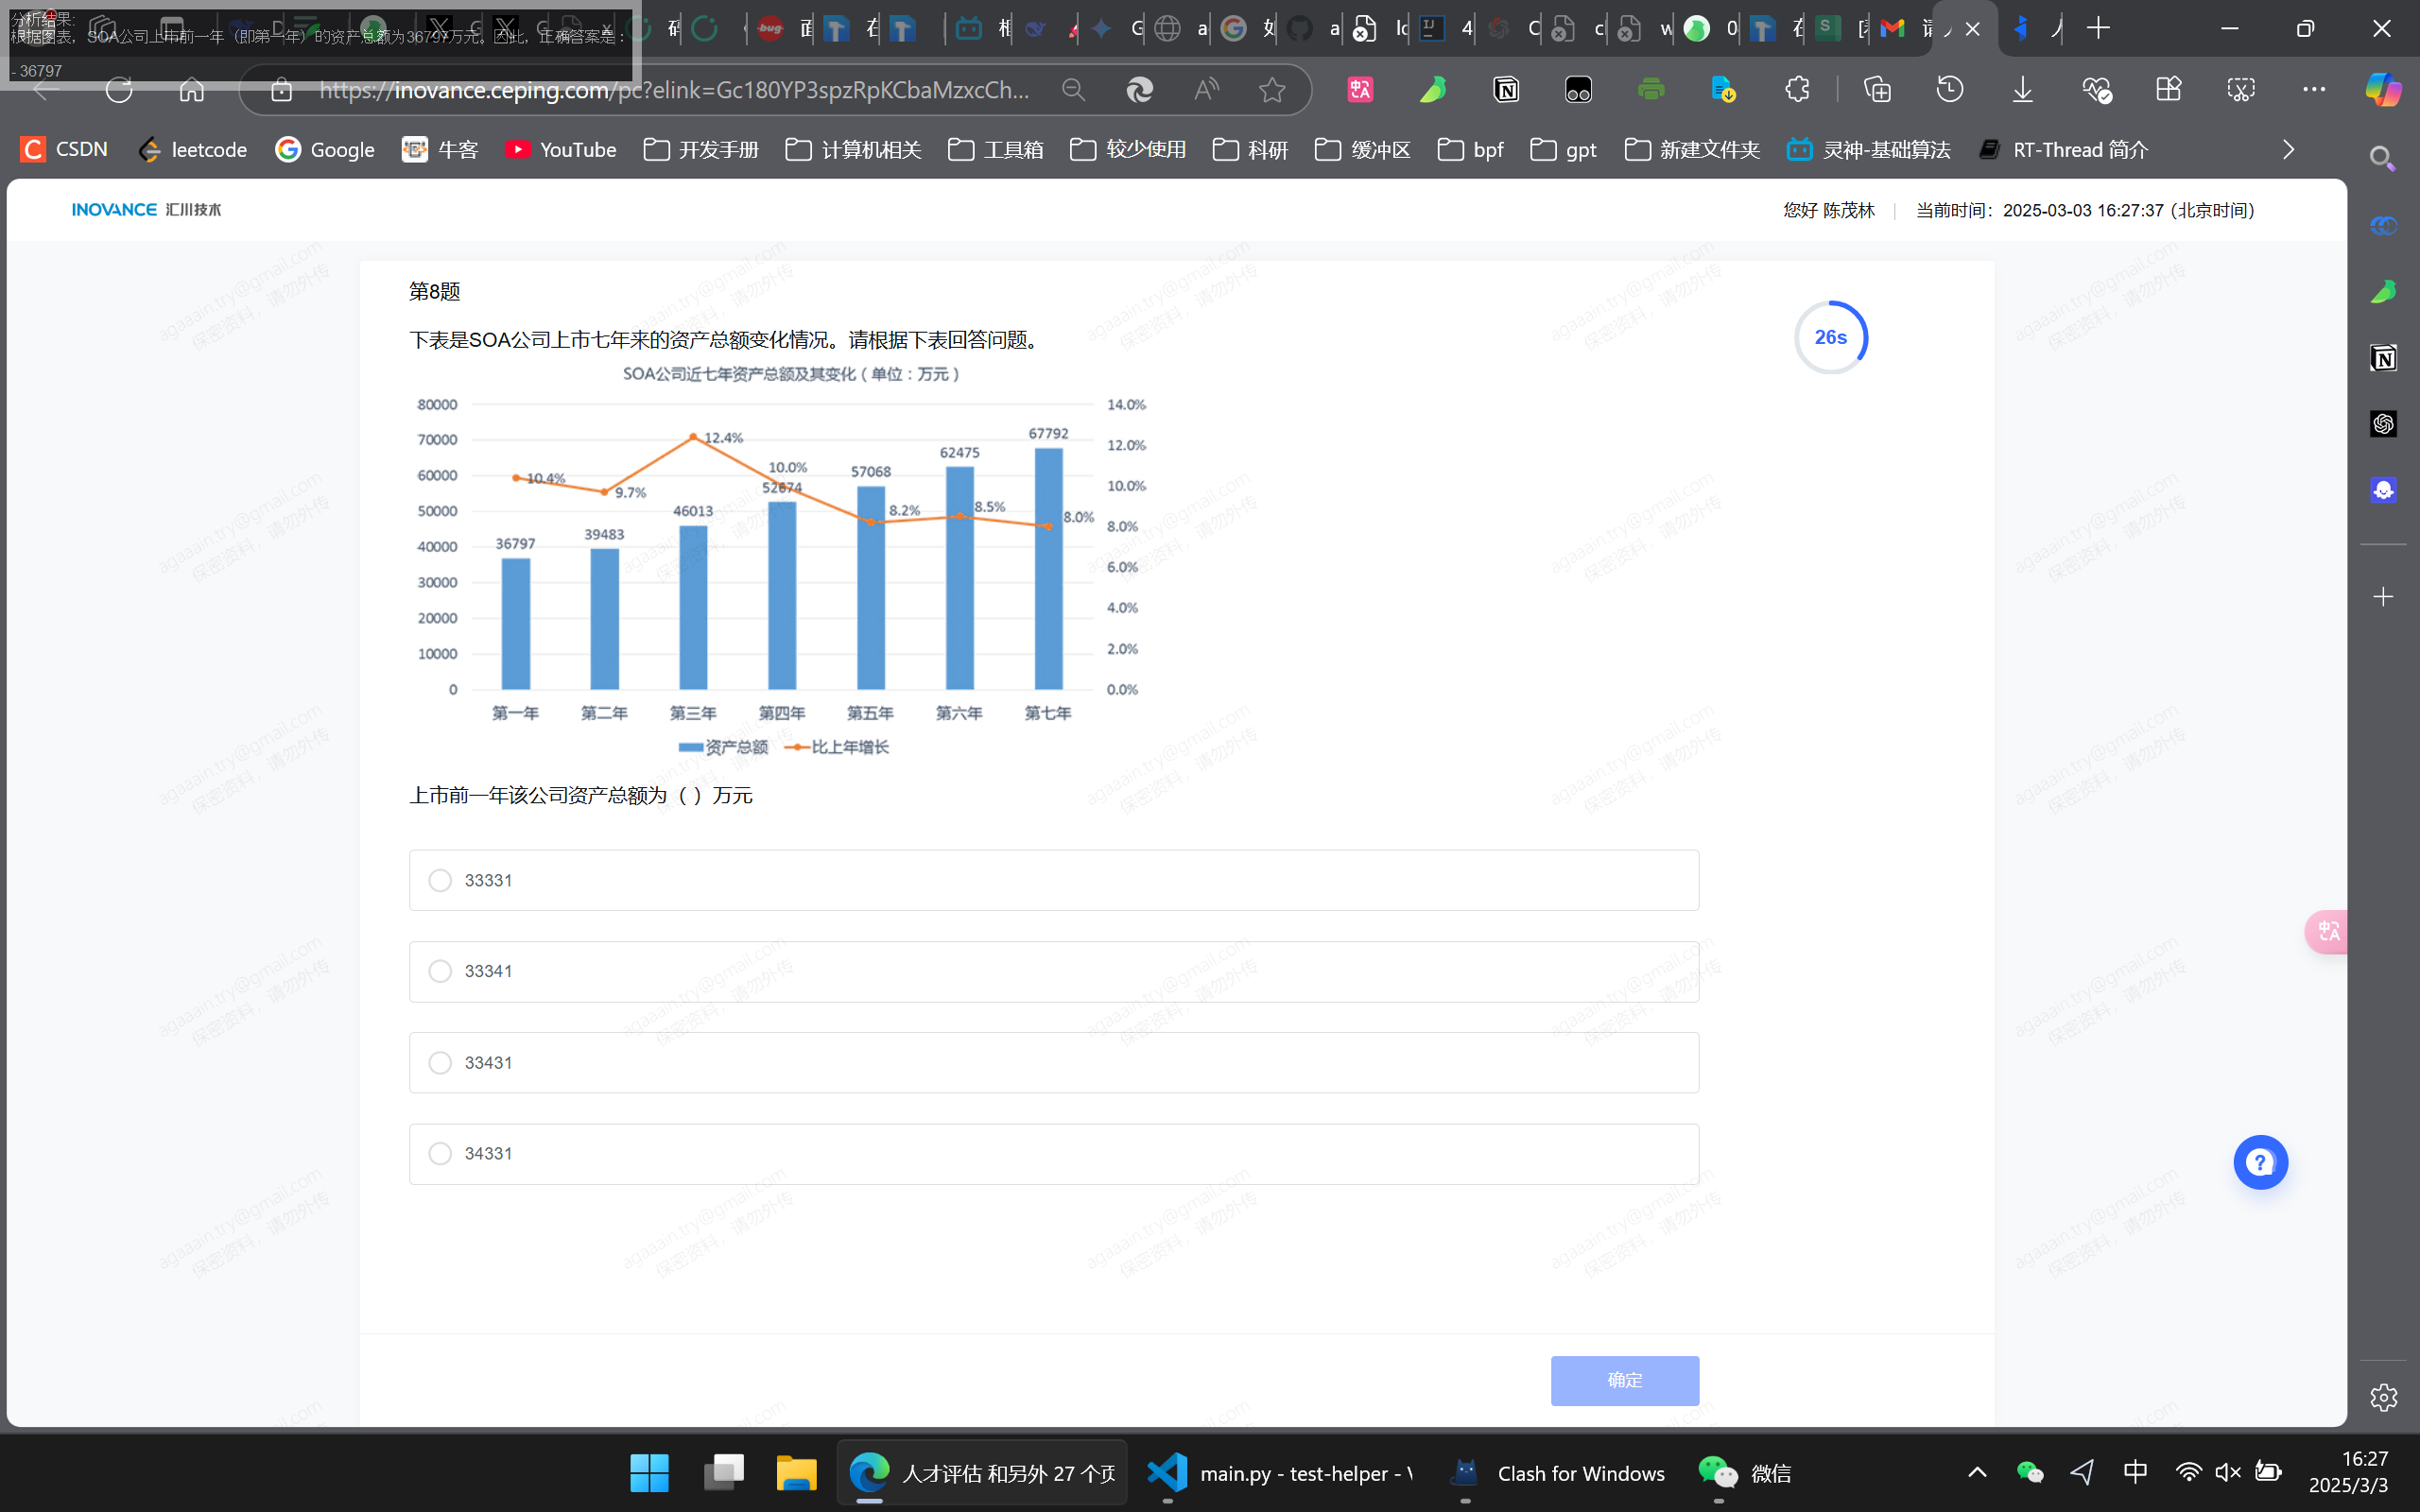 分析结果:
根据图表，SOA公司上市前一年（即第一年）的资产总额为36797万元。因此，正确答案是：
- 36797
https://inovance.ceping.com/pc?elink=Gc180YP3spzRpKCbaMzxcCh...
CSDN leetcode Google 牛客 YouTube 开发手册 计算机相关 工具箱 较少使用 科研 缓冲区 bpf gpt 新建文件夹 灵神-基础算法 RT-Thread 简介
INOVANCE 汇川技术
您好 陈茂林 | 当前时间：2025-03-03 16:27:37 (北京时间)
第8题
26s
下表是SOA公司上市七年来的资产总额变化情况。请根据下表回答问题。
SOA公司近七年资产总额及其变化（单位：万元）
80000
70000
60000
50000
40000
30000
20000
10000
0
14.0%
12.0%
10.0%
8.0%
6.0%
4.0%
2.0%
0.0%
10.4% 9.7% 12.4% 10.0% 8.2% 8.5% 8.0%
36797 39483 46013 52674 57068 62475 67792
第一年 第二年 第三年 第四年 第五年 第六年 第七年
资产总额 比上年增长
上市前一年该公司资产总额为（ ）万元
33331
33341
33431
34331
确定
agaaain.try@gmail.com
保密资料，请勿外传
人才评估 和另外 27 个页
main.py - test-helper - V
Clash for Windows
微信
中
16:27
2025/3/3